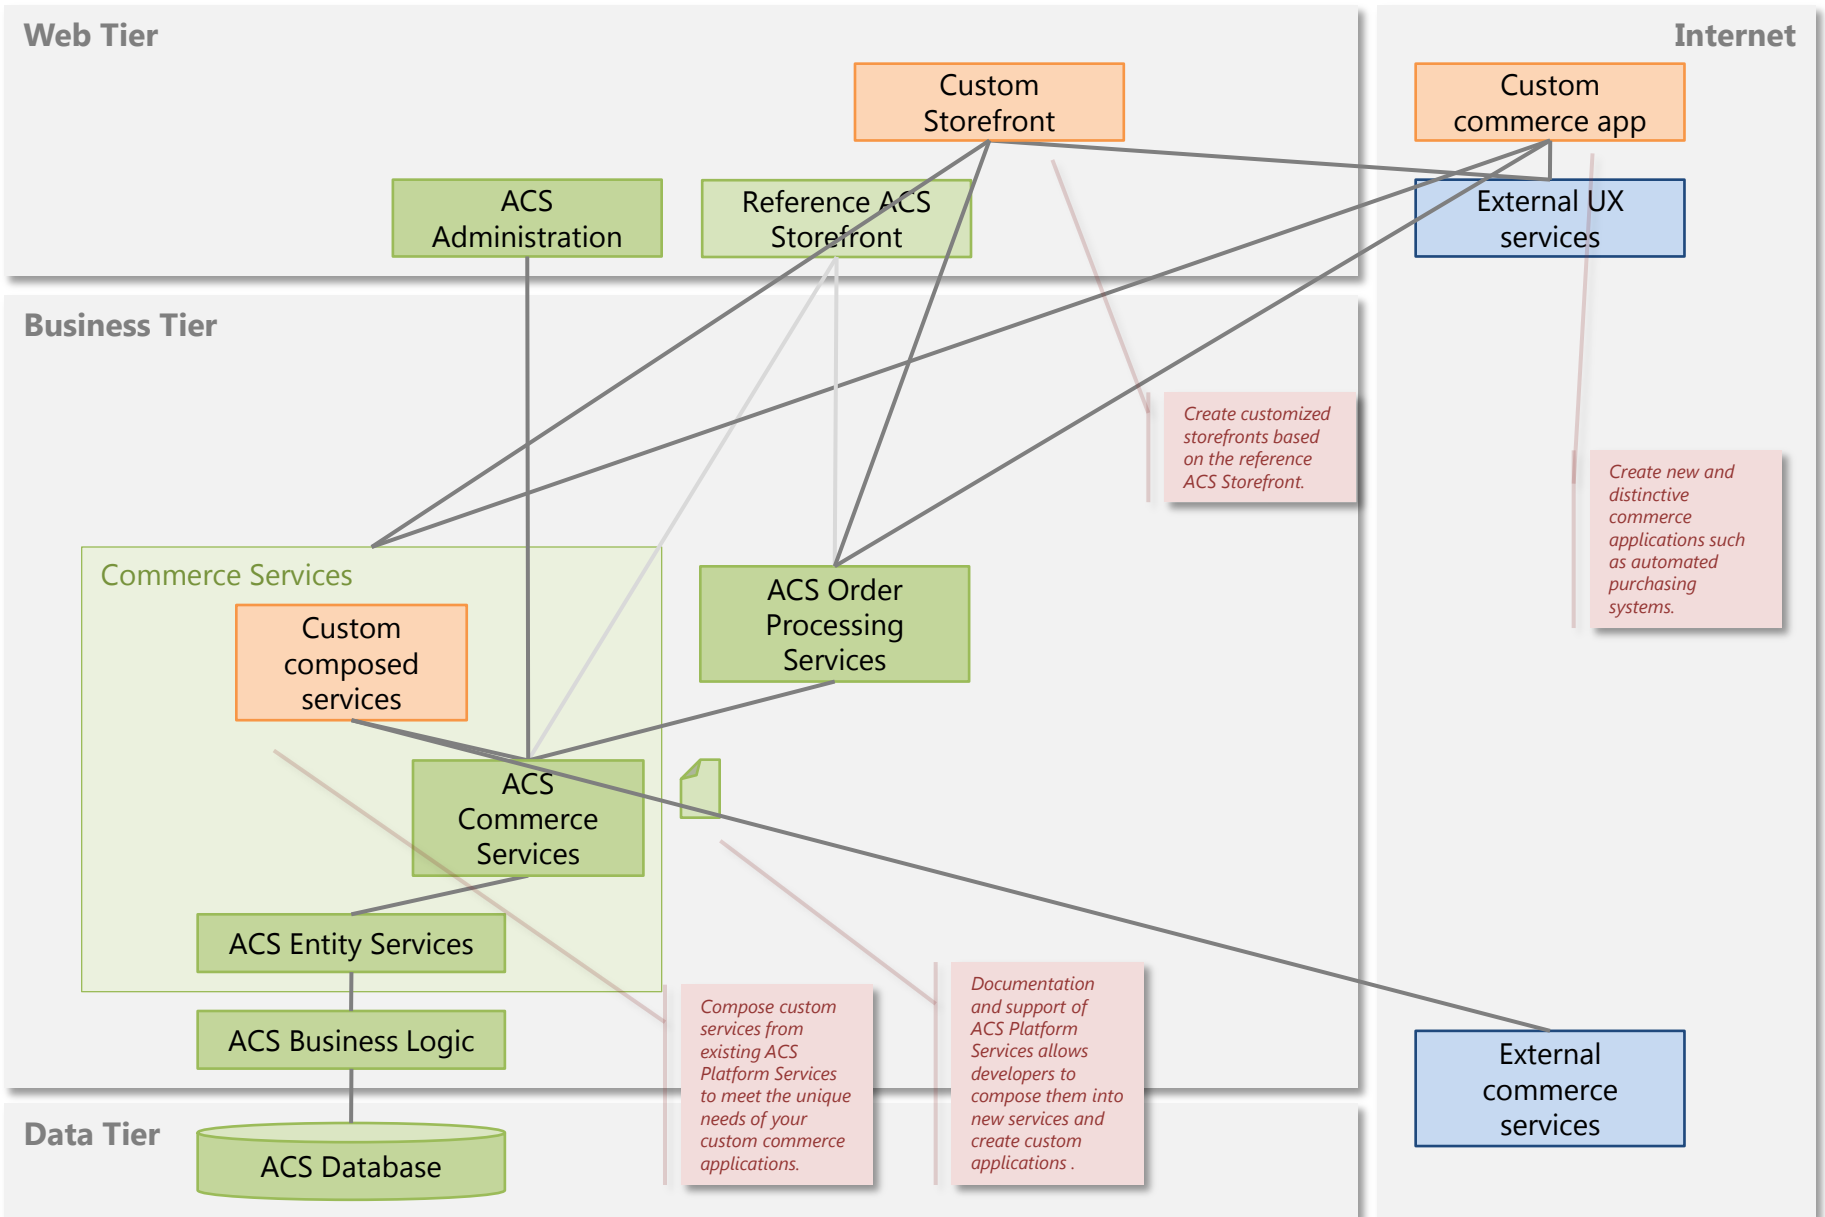 Web Tier
Internet
Custom
Storefront
Custom
commerce app
ACS
Administration
Reference ACS
Storefront
External UX
services
Business Tier
Create customized
storefronts based
on the reference
ACS Storefront.
Create new and
distinctive
commerce
applications such
as automated
purchasing
systems.
Commerce Services
Custom
composed
services
ACS Order
Processing
Services
ACS
Commerce
Services
ACS Entity Services
ACS Business Logic
Compose custom
services from
existing ACS
Platform Services
to meet the unique
needs of your
custom commerce
applications.
Documentation
and support of
ACS Platform
Services allows
developers to
compose them into
new services and
create custom
applications .
External
commerce
services
Data Tier
ACS Database